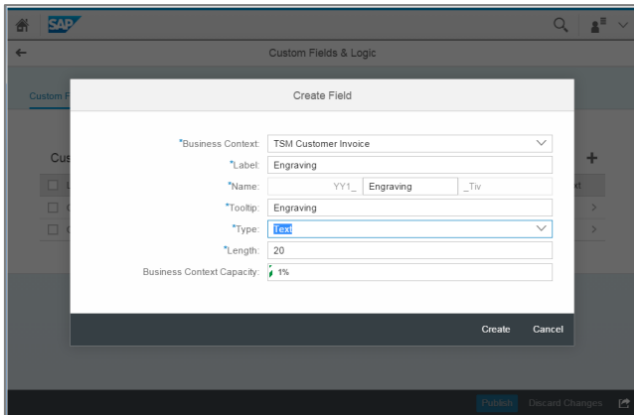 SAP
Custom Fields & Logic
Custom F
Create Field
*Business Context: TSM Customer Invoice
*Label: Engraving
*Name: YY1_ Engraving _Tiv
*Tooltip: Engraving
*Type: Text
*Length: 20
Business Context Capacity: 1%
Cus
Create Cancel
Publish Discard Changes